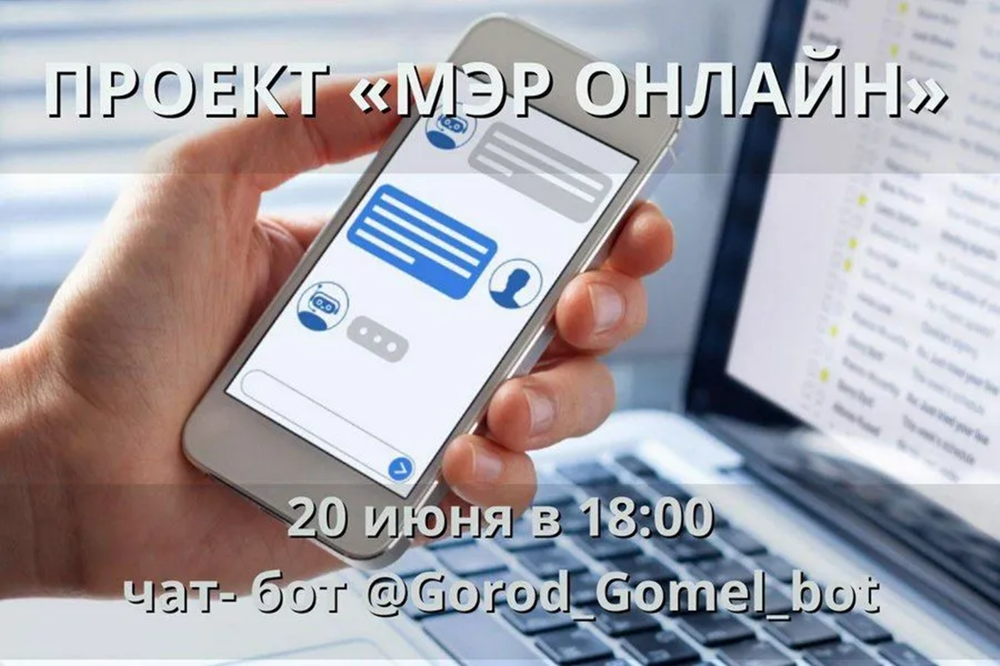 ПРОЕКТ «МЭР ОНЛАЙН»
20 июня в 18:00
чат- бот @Gorod_Gomel_bot